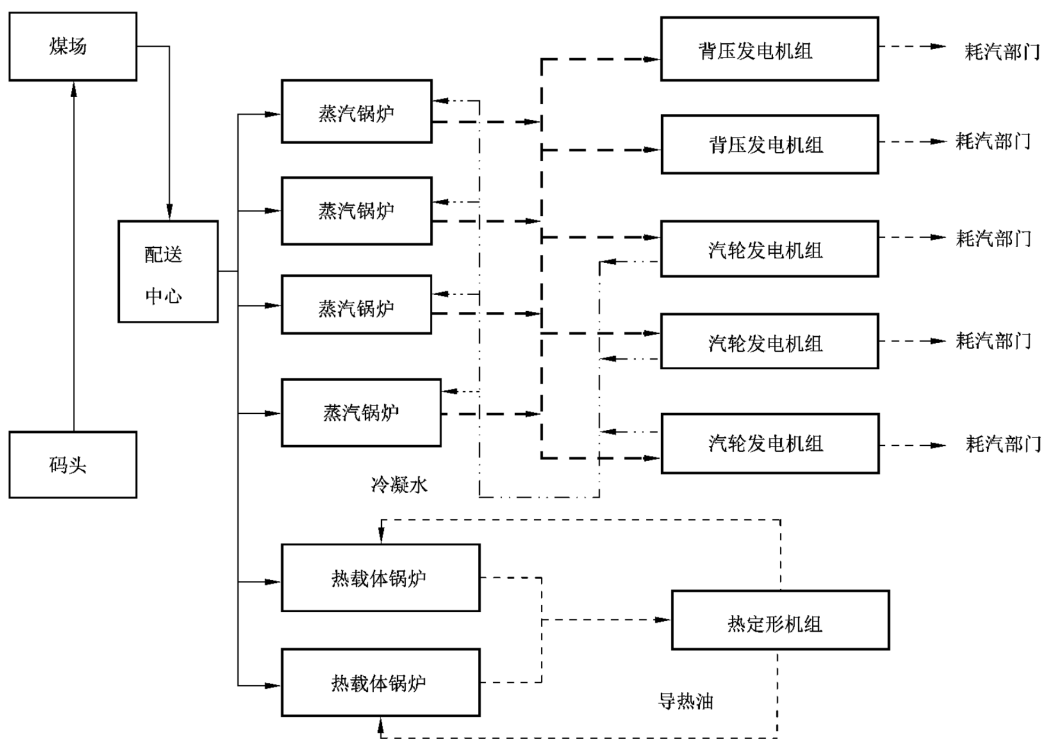 煤场
背压发电机组
耗汽部门
蒸汽锅炉
背压发电机组
耗汽部门
蒸汽锅炉
配送
中心
汽轮发电机组
耗汽部门
蒸汽锅炉
汽轮发电机组
耗汽部门
蒸汽锅炉
码头
汽轮发电机组
耗汽部门
冷凝水
热载体锅炉
热定形机组
热载体锅炉
导热油